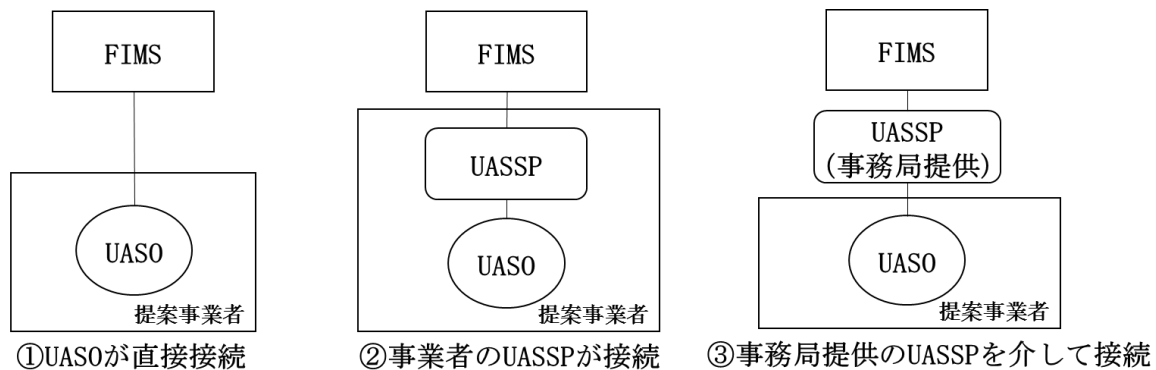 FIMS
UASO
提案事業者
①UASOが直接接続
FIMS
UASSP
UASO
提案事業者
②事業者のUASSPが接続
FIMS
UASSP
(事務局提供)
UASO
提案事業者
③事務局提供のUASSPを介して接続